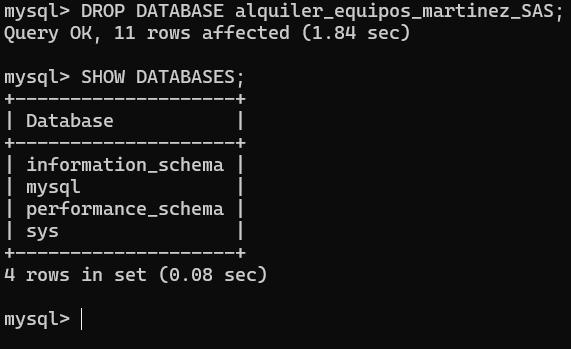 mysql> DROP DATABASE alquiler_equipos_martinez_SAS;
Query OK, 11 rows affected (1.84 sec)
mysql> SHOW DATABASES;
+--------------------+
| Database           |
+--------------------+
| information_schema |
| mysql              |
| performance_schema |
| sys                |
+--------------------+
4 rows in set (0.08 sec)
mysql>